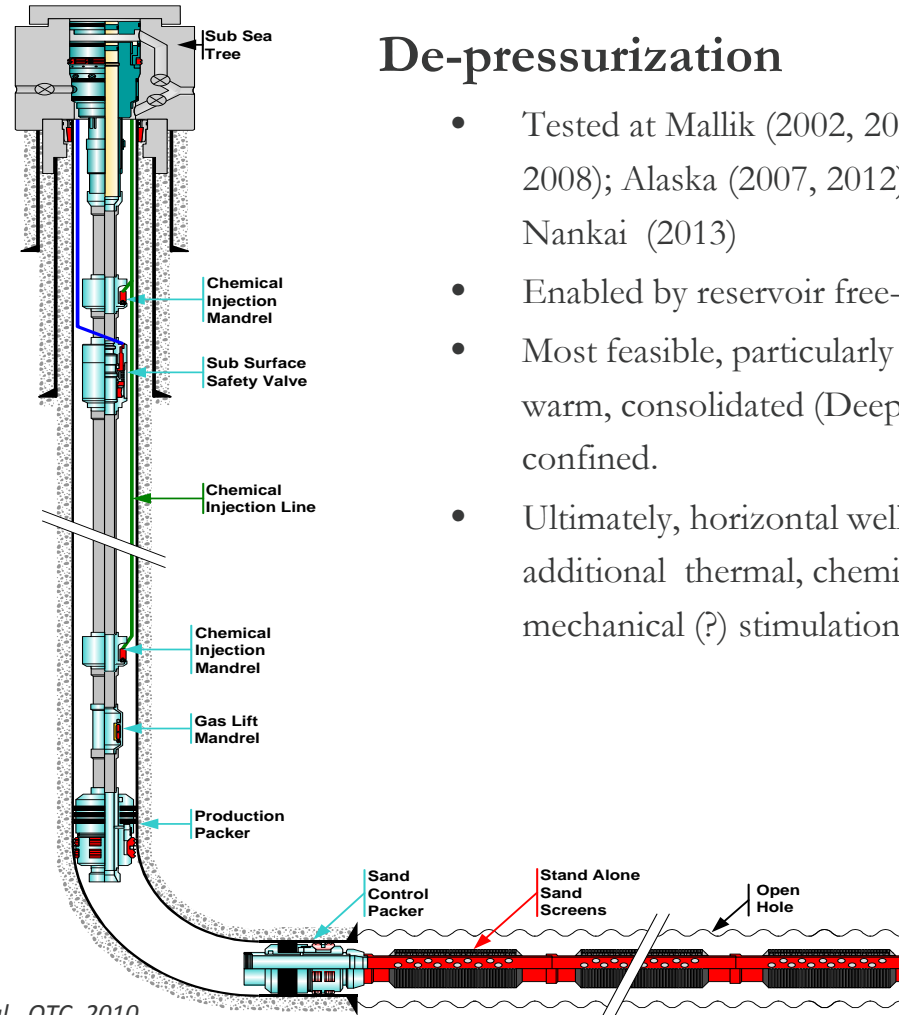 Sub Sea
Tree
De-pressurization
• Tested at Mallik (2002, 20
2008); Alaska (2007, 2012)
Nankai (2013)
• Enabled by reservoir free-
• Most feasible, particularly
warm, consolidated (Deep
confined.
• Ultimately, horizontal well
additional thermal, chemi
mechanical (?) stimulation
Chemical
Injection
Mandrel
Sub Surface
Safety Valve
Chemical
Injection Line
Chemical
Injection
Mandrel
Gas Lift
Mandrel
Production
Packer
Sand
Control
Packer
Stand Alone
Sand
Screens
Open
Hole
OTC, 2010